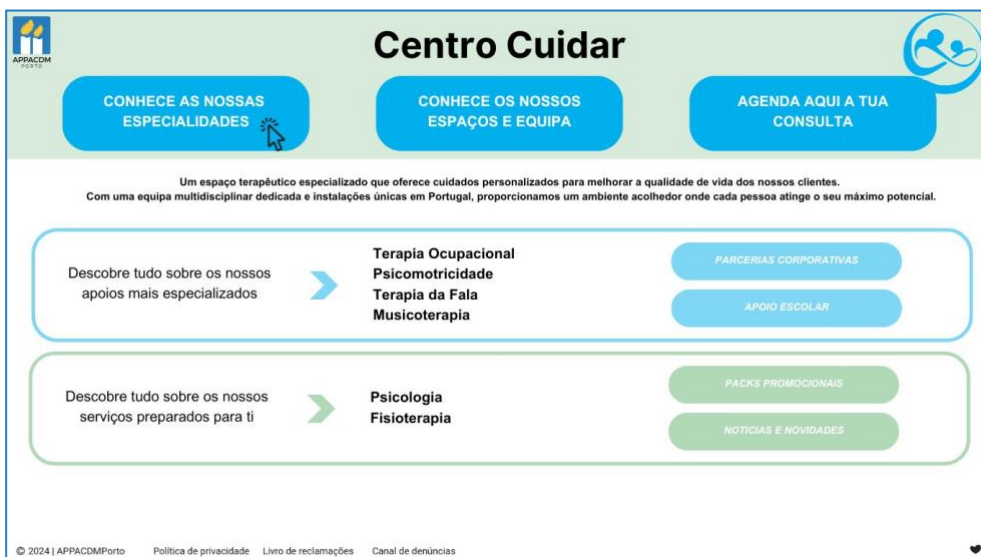 APPACDM
PORTO
Centro Cuidar
CONHECE AS NOSSAS
ESPECIALIDADES
CONHECE OS NOSSOS
ESPAÇOS E EQUIPA
AGENDA AQUI A TUA
CONSULTA
Um espaço terapêutico especializado que oferece cuidados personalizados para melhorar a qualidade de vida dos nossos clientes.
Com uma equipa multidisciplinar dedicada e instalações únicas em Portugal, proporcionamos um ambiente acolhedor onde cada pessoa atinge o seu máximo potencial.
Descobre tudo sobre os nossos
apoios mais especializados
Terapia Ocupacional
Psicomotricidade
Terapia da Fala
Musicoterapia
PARCERIAS CORPORATIVAS
APOIO ESCOLAR
Descobre tudo sobre os nossos
serviços preparados para ti
Psicologia
Fisioterapia
PACKS PROMOCIONAIS
NOTICIAS E NOVIDADES
© 2024 | APPACDMPorto Política de privacidade Livro de reclamações Canal de denúncias